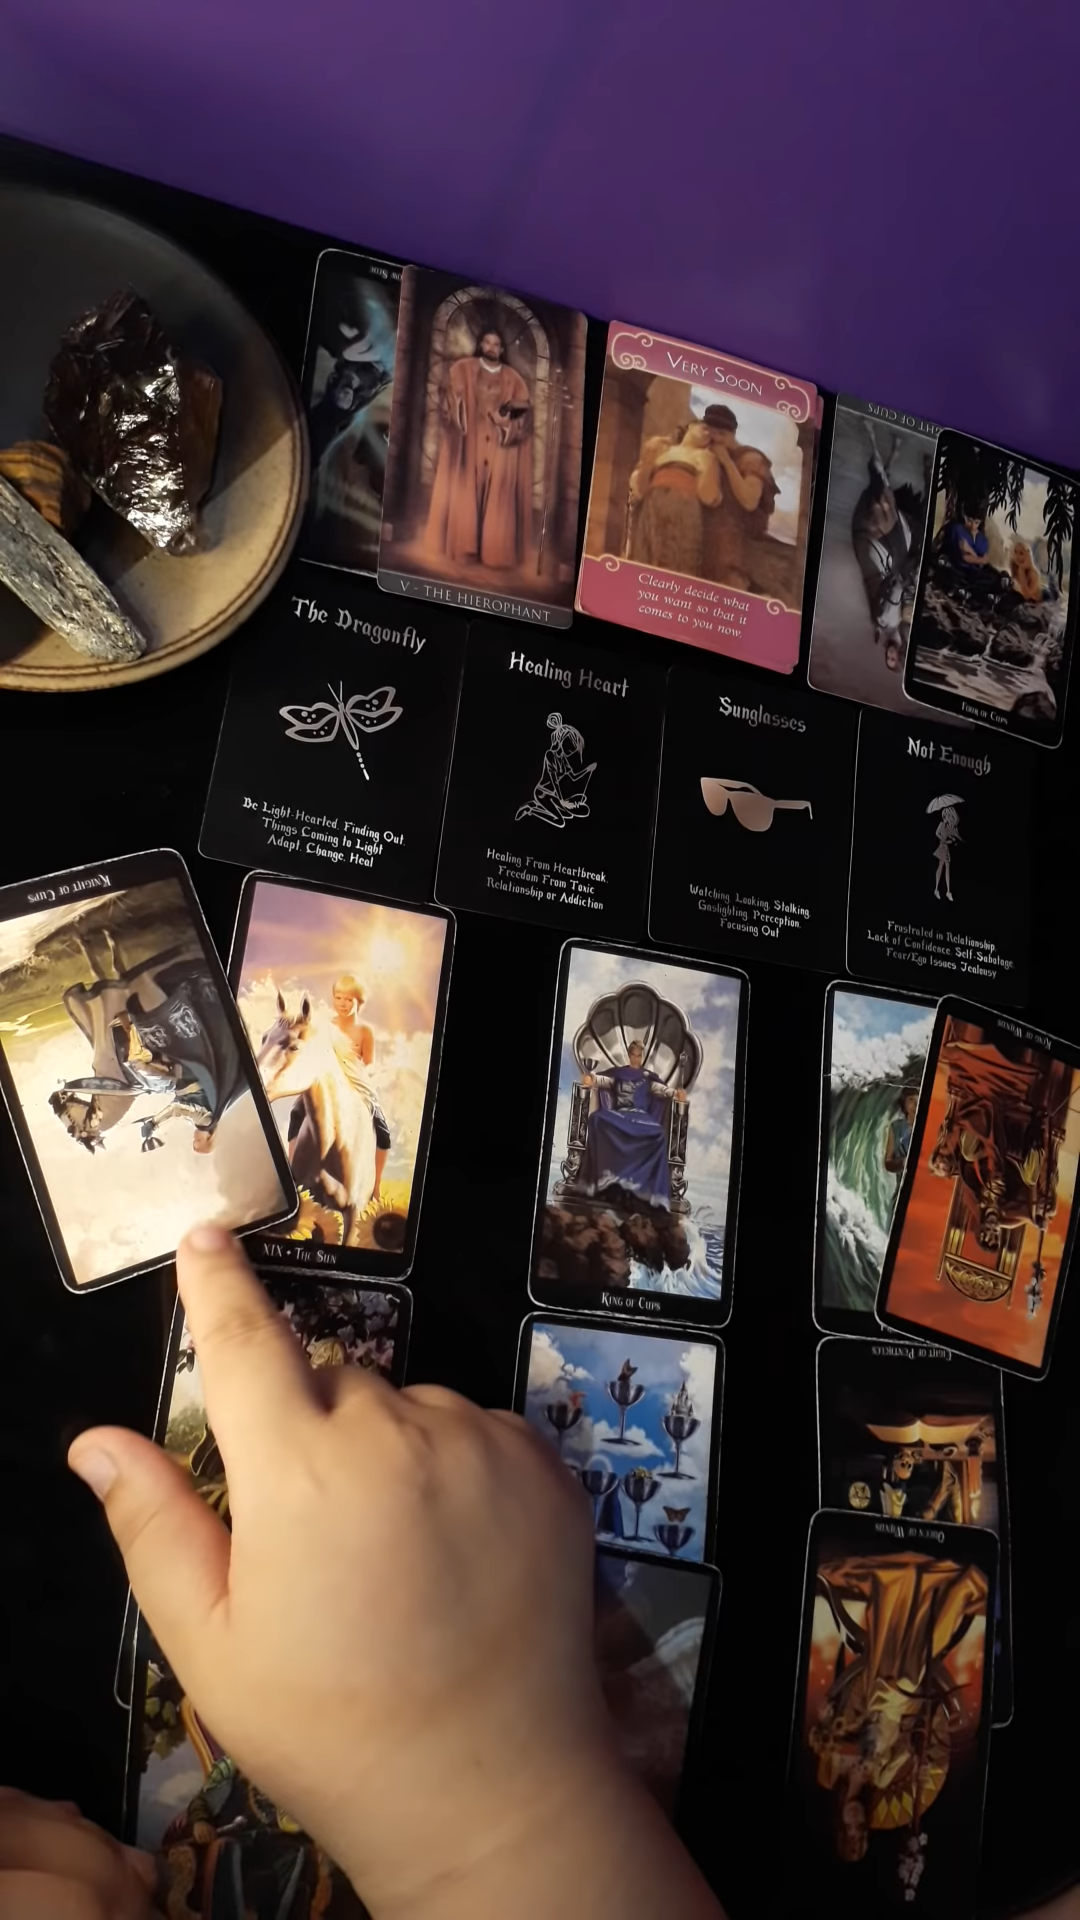 V - THE HIEROPHANT
VERY SOON
Clearly decide what
you want so that it
comes to you now.
GHT OF CUPS
FOUR OF CUPS
The Dragonfly
Be Light-Hearted. Finding Out.
Things Coming to Light
Adapt. Change. Heal
Healing Heart
Healing From Heartbreak.
Freedom From Toxic
Relationship or Addiction
Sunglasses
Watching. Looking. Stalking
Gaslighting. Perception.
Focusing Out
Not Enough
Frustrated in Relationship.
Lack of Confidence. Self-Sabotage.
Fear/Ego Issues Jealousy
KNIGHT OF CUPS
XIX • THE SUN
KING OF CUPS
KING OF WANDS
EIGHT OF PENTACLES
QUEEN OF WANDS